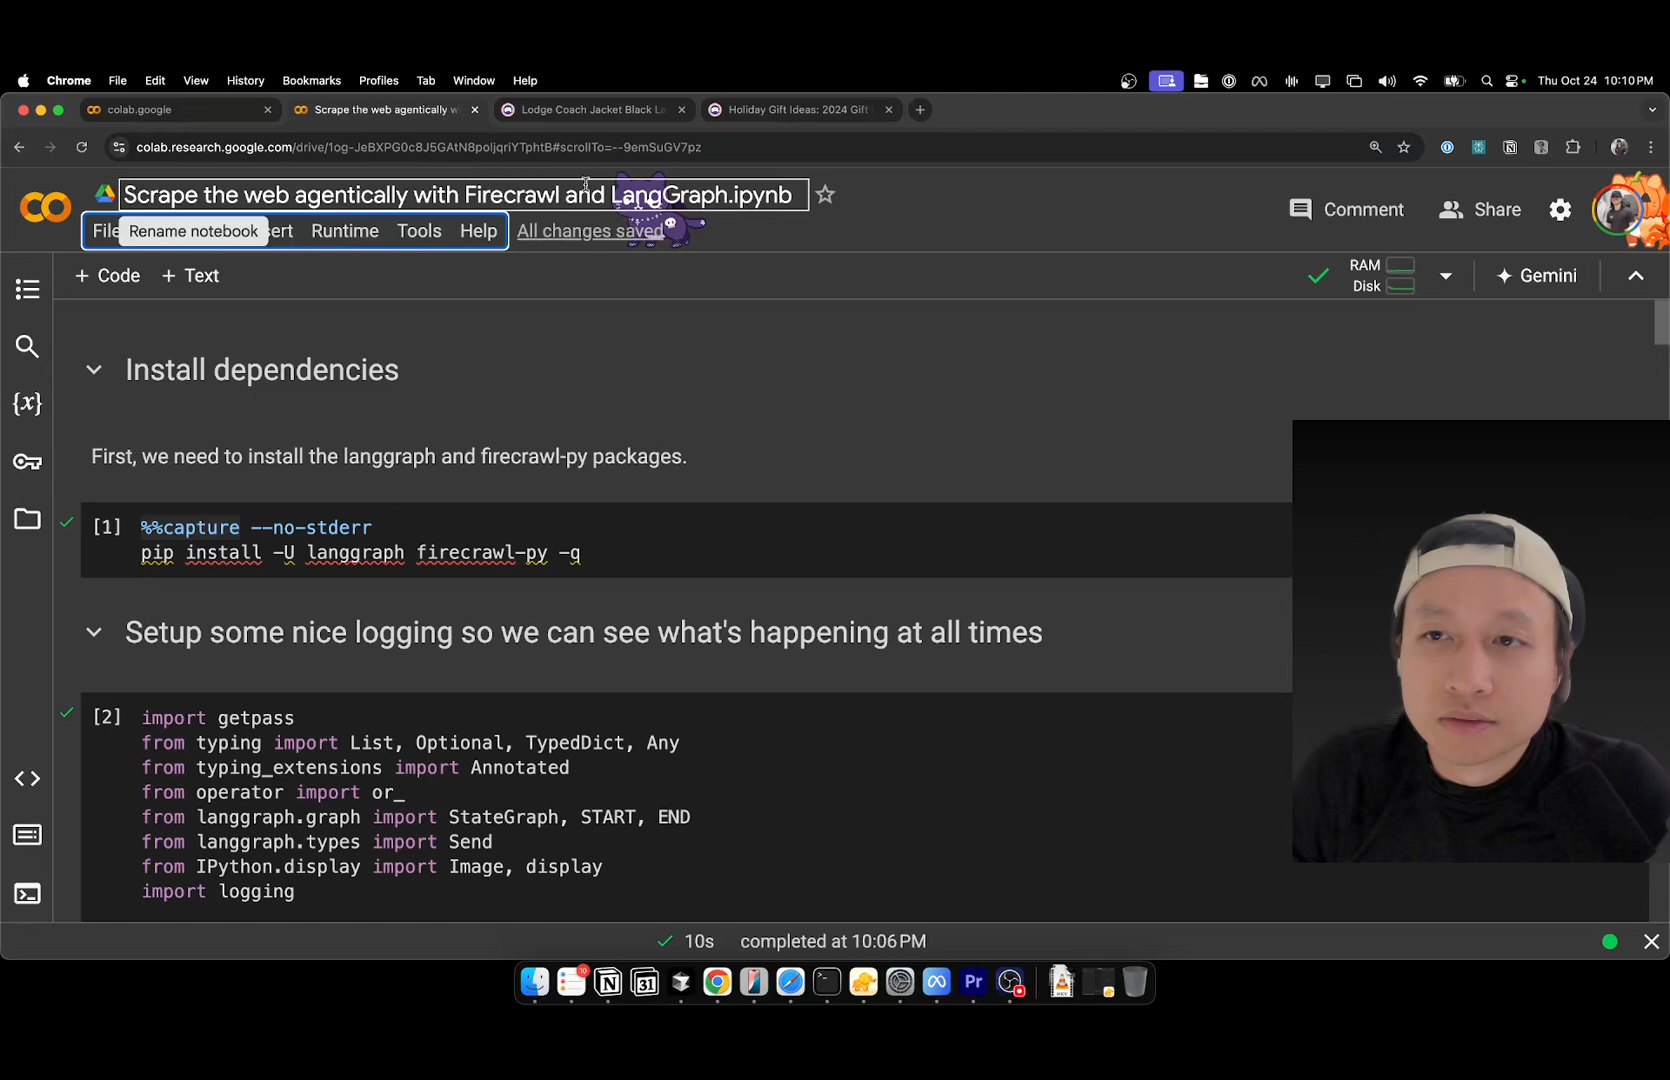 Chrome File Edit View History Bookmarks Profiles Tab Window Help Thu Oct 24 10:10 PM
colab.google Scrape the web agentically w Lodge Coach Jacket Black La Holiday Gift Ideas: 2024 Gift
colab.research.google.com/drive/1og-JeBXPG0c8J5GAtN8poljqriYTphtB#scrollTo=--9emSuGV7pz
Scrape the web agentically with Firecrawl and LangGraph.ipynb
Comment Share
File Rename notebook sert Runtime Tools Help All changes saved
+ Code + Text
RAM
Disk
Gemini
Install dependencies
{x}
First, we need to install the langgraph and firecrawl-py packages.
[1] %%capture --no-stderr
pip install -U langgraph firecrawl-py -q
Setup some nice logging so we can see what's happening at all times
[2] import getpass
from typing import List, Optional, TypedDict, Any
from typing_extensions import Annotated
from operator import or_
from langgraph.graph import StateGraph, START, END
from langgraph.types import Send
from IPython.display import Image, display
import logging
10s completed at 10:06 PM
10
31
Pr